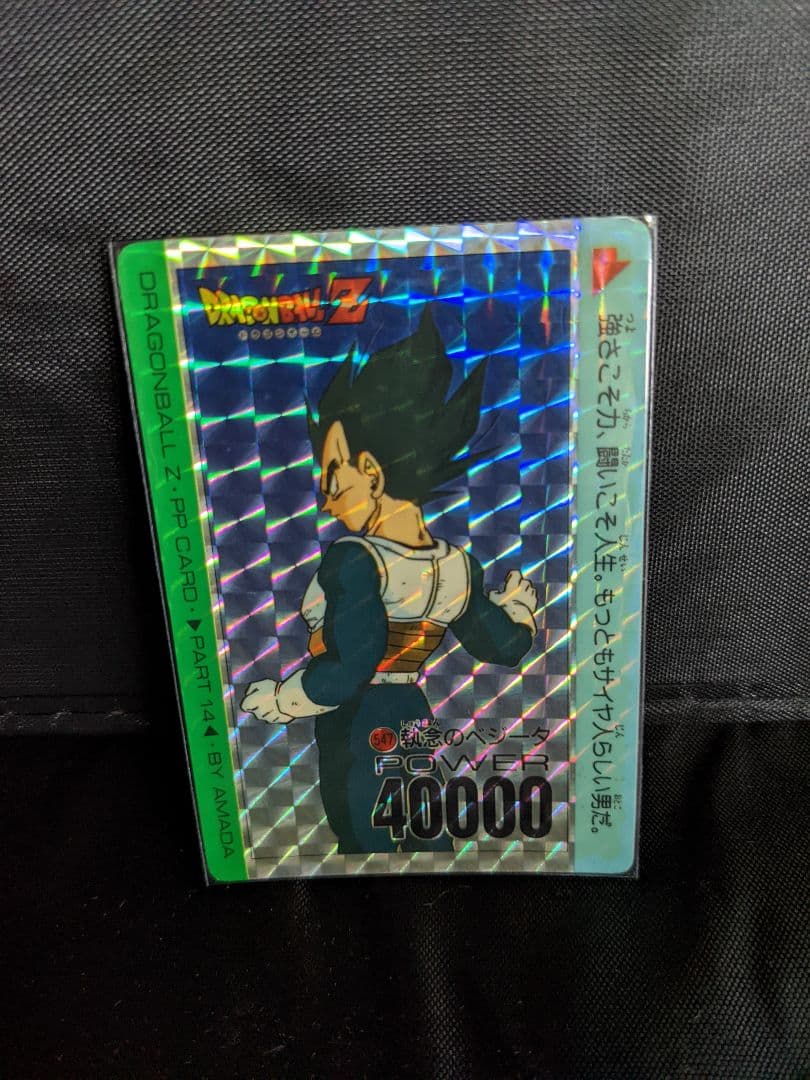 DRAGONBALL Z
ドラゴンボール
DRAGONBALL Z・PP CARD・▶PART 14◀・BY AMADA
強さこそ力、闘いこそ人生。もっともサイヤ人らしい男だ。
547 執念のベジータ
POWER
40000